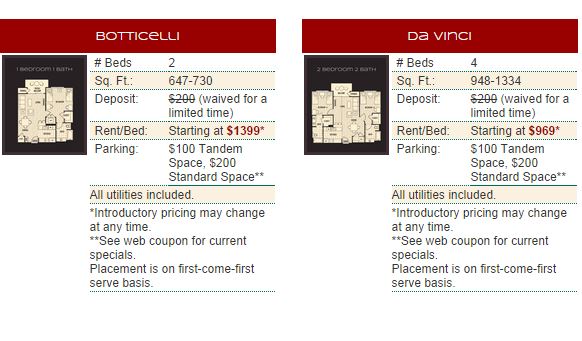 BOTTICELLI
1 BEDROOM 1 BATH
# Beds 2
Sq. Ft.: 647-730
Deposit: $200 (waived for a
limited time)
Rent/Bed: Starting at $1399*
Parking: $100 Tandem
Space, $200
Standard Space**
All utilities included.
*Introductory pricing may change
at any time.
**See web coupon for current
specials.
Placement is on first-come-first
serve basis.
DA VINCI
2 BEDROOM 2 BATH
# Beds 4
Sq. Ft.: 948-1334
Deposit: $200 (waived for a
limited time)
Rent/Bed: Starting at $969*
Parking: $100 Tandem
Space, $200
Standard Space**
All utilities included.
*Introductory pricing may change
at any time.
**See web coupon for current
specials.
Placement is on first-come-first
serve basis.